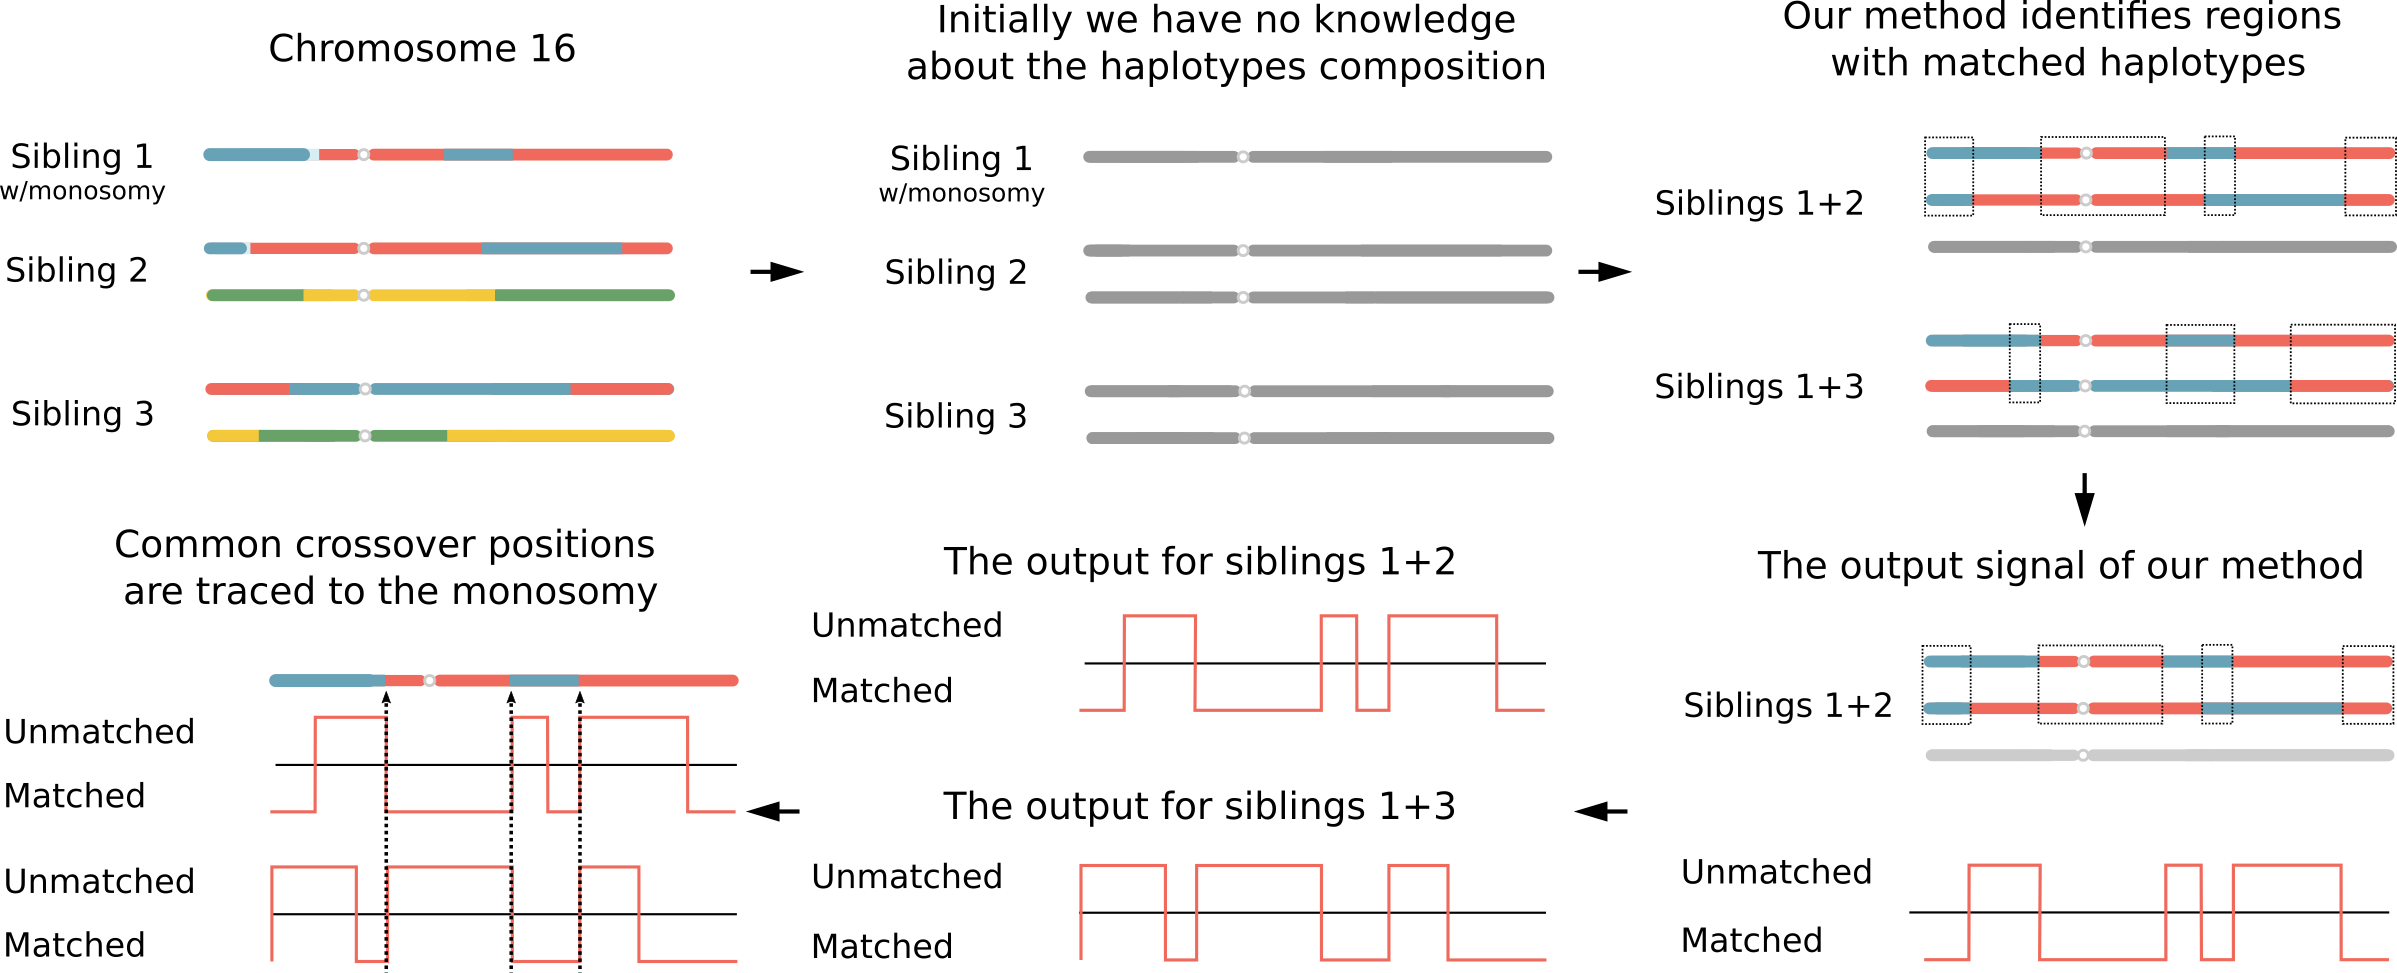 Chromosome 16
Sibling 1
w/monosomy
Sibling 2
Sibling 3
Initially we have no knowledge
about the haplotypes composition
Sibling 1
w/monosomy
Sibling 2
Sibling 3
Our method identifies regions
with matched haplotypes
Siblings 1+2
Siblings 1+3
The output signal of our method
Siblings 1+2
Unmatched
Matched
The output for siblings 1+2
Unmatched
Matched
The output for siblings 1+3
Unmatched
Matched
Common crossover positions
are traced to the monosomy
Unmatched
Matched
Unmatched
Matched